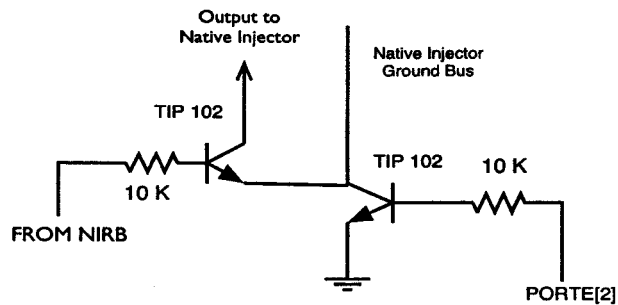 Output to
Native Injector
Native Injector
Ground Bus
TIP 102
TIP 102
10 K
10 K
FROM NIRB
PORTE[2]